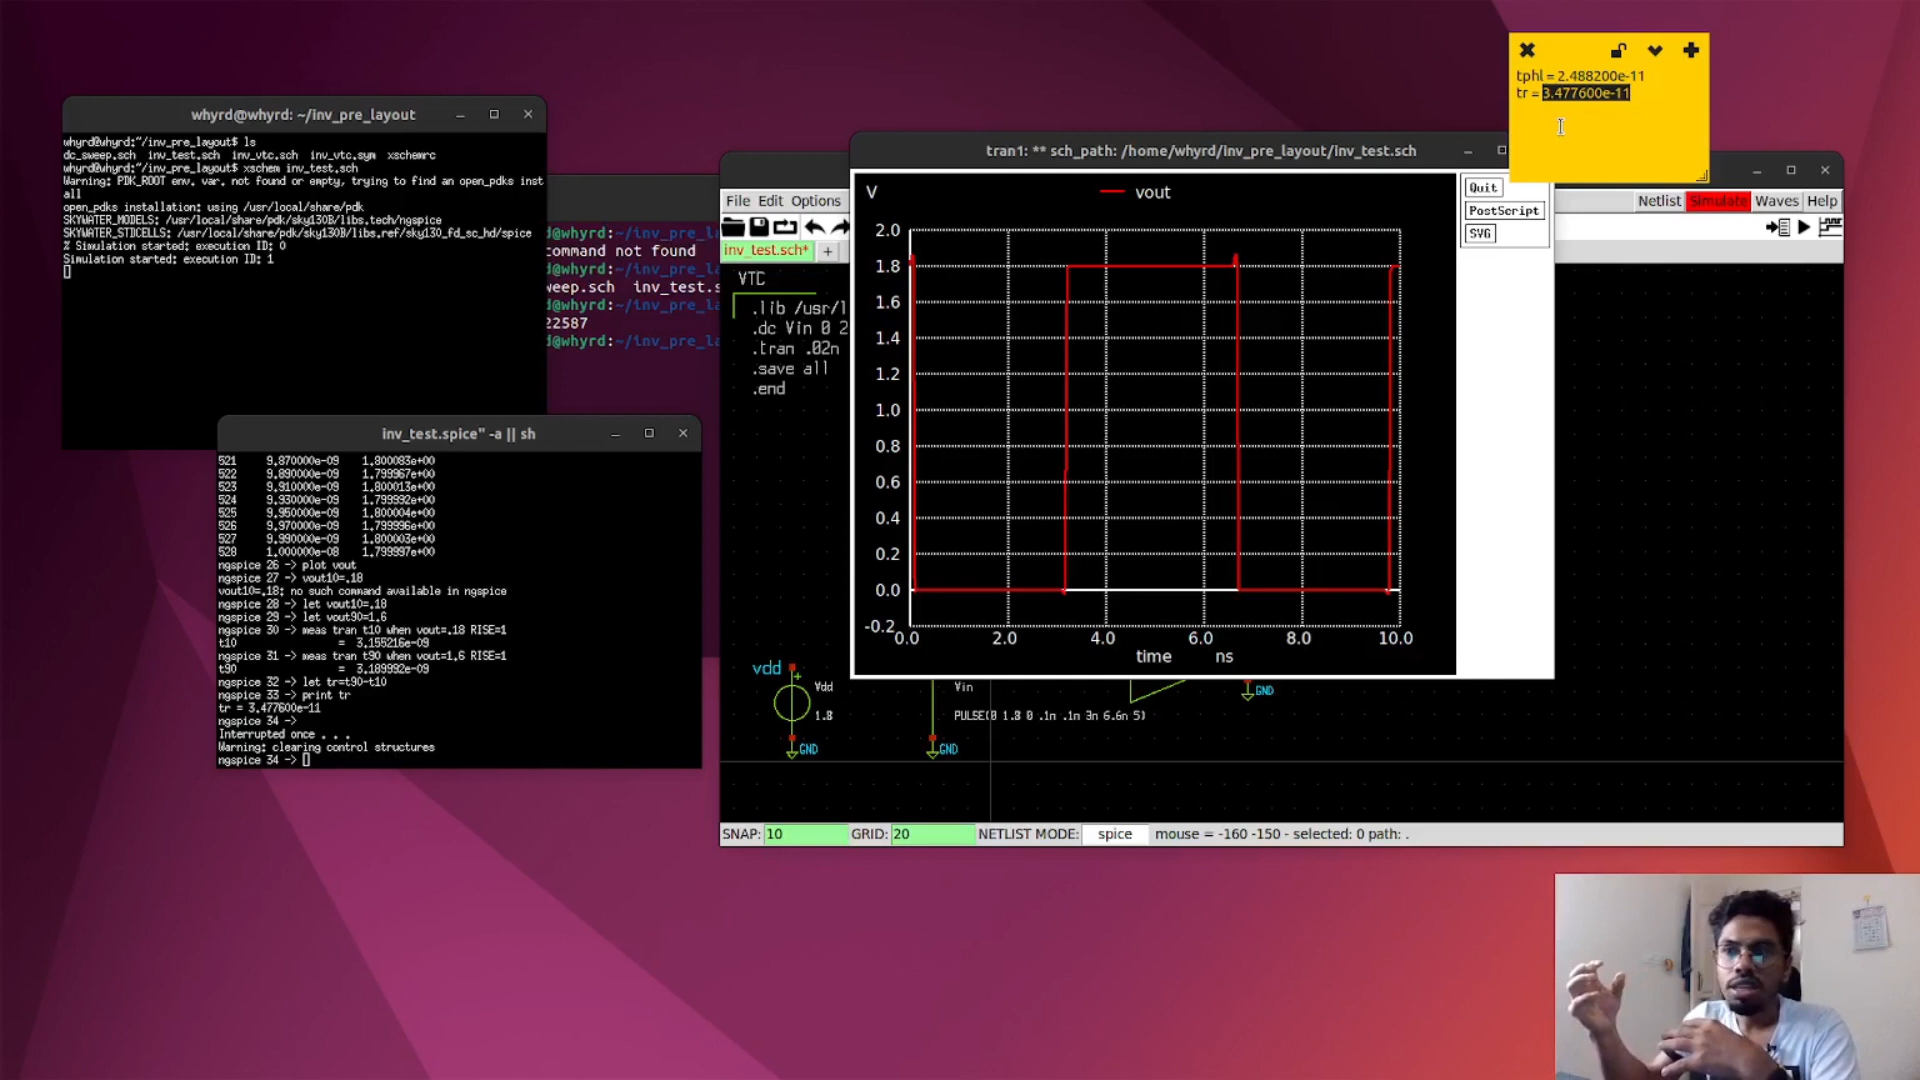 tphl = 2.488200e-11
tr = 3.477600e-11
whyrd@whyrd: ~/inv_pre_layout
whyrd@whyrd:~/inv_pre_layout$ ls
dc_sweep.sch inv_test.sch inv_vtc.sch inv_vtc.sym xschemrc
whyrd@whyrd:~/inv_pre_layout$ xschem inv_test.sch
Warning: PDK_ROOT env. var. not found or empty, trying to find an open_pdks inst
all
open_pdks installation: using /usr/local/share/pdk
SKYWATER_MODELS: /usr/local/share/pdk/sky130B/libs.tech/ngspice
SKYWATER_STDCELLS: /usr/local/share/pdk/sky130B/libs.ref/sky130_fd_sc_hd/spice
% Simulation started: execution ID: 0
Simulation started: execution ID: 1
d@whyrd:~/inv_pre_la
command not found
d@whyrd:~/inv_pre_la
weep.sch inv_test.s
d@whyrd:~/inv_pre_la
22587
d@whyrd:~/inv_pre_la
inv_test.spice" -a || sh
521 9.870000e-09 1.800083e+00
522 9.890000e-09 1.799967e+00
523 9.910000e-09 1.800013e+00
524 9.930000e-09 1.799992e+00
525 9.950000e-09 1.800004e+00
526 9.970000e-09 1.799996e+00
527 9.990000e-09 1.800003e+00
528 1.000000e-08 1.799997e+00
ngspice 26 -> plot vout
ngspice 27 -> vout10=.18
vout10=.18: no such command available in ngspice
ngspice 28 -> let vout10=.18
ngspice 29 -> let vout90=1.6
ngspice 30 -> meas tran t10 when vout=.18 RISE=1
t10 = 3.155216e-09
ngspice 31 -> meas tran t90 when vout=1.6 RISE=1
t90 = 3.189992e-09
ngspice 32 -> let tr=t90-t10
ngspice 33 -> print tr
tr = 3.477600e-11
ngspice 34 ->
Interrupted once . . .
Warning: clearing control structures
ngspice 34 ->
File Edit Options
Netlist Simulate Waves Help
inv_test.sch* +
VTC
.lib /usr/l
.dc Vin 0 2
.tran .02n
.save all
.end
tran1: ** sch_path: /home/whyrd/inv_pre_layout/inv_test.sch
V
vout
Quit
PostScript
SVG
2.0
1.8
1.6
1.4
1.2
1.0
0.8
0.6
0.4
0.2
0.0
-0.2
0.0 2.0 4.0 6.0 8.0 10.0
time ns
vdd
Vdd
1.8
GND
Vin
PULSE(0 1.8 0 .1n .1n 3n 6.6n 5)
GND
GND
SNAP: 10 GRID: 20 NETLIST MODE: spice mouse = -160 -150 - selected: 0 path: .